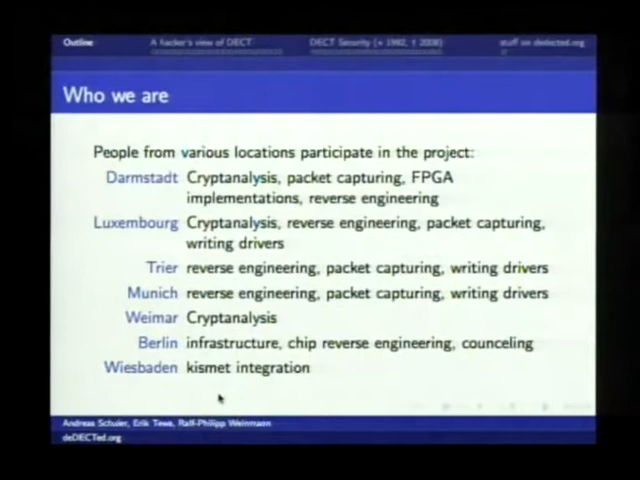 Outline A hacker's view of DECT DECT Security (* 1992, † 2008) stuff on dedected.org
Who we are
People from various locations participate in the project:
Darmstadt Cryptanalysis, packet capturing, FPGA
implementations, reverse engineering
Luxembourg Cryptanalysis, reverse engineering, packet capturing,
writing drivers
Trier reverse engineering, packet capturing, writing drivers
Munich reverse engineering, packet capturing, writing drivers
Weimar Cryptanalysis
Berlin infrastructure, chip reverse engineering, counceling
Wiesbaden kismet integration
Andreas Schuler, Erik Tews, Ralf-Philipp Weinmann
deDECTed.org